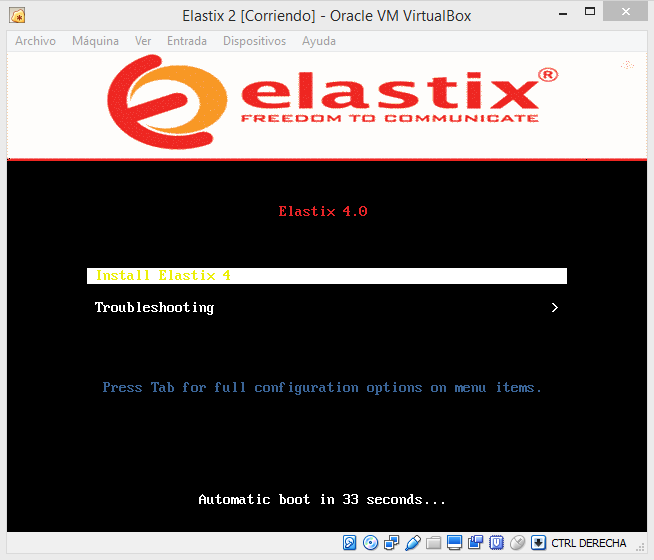 Elastix 2 [Corriendo] - Oracle VM VirtualBox
Archivo Máquina Ver Entrada Dispositivos Ayuda
elastix®
FREEDOM TO COMMUNICATE
Elastix 4.0
Install Elastix 4
Troubleshooting >
Press Tab for full configuration options on menu items.
Automatic boot in 33 seconds...
CTRL DERECHA